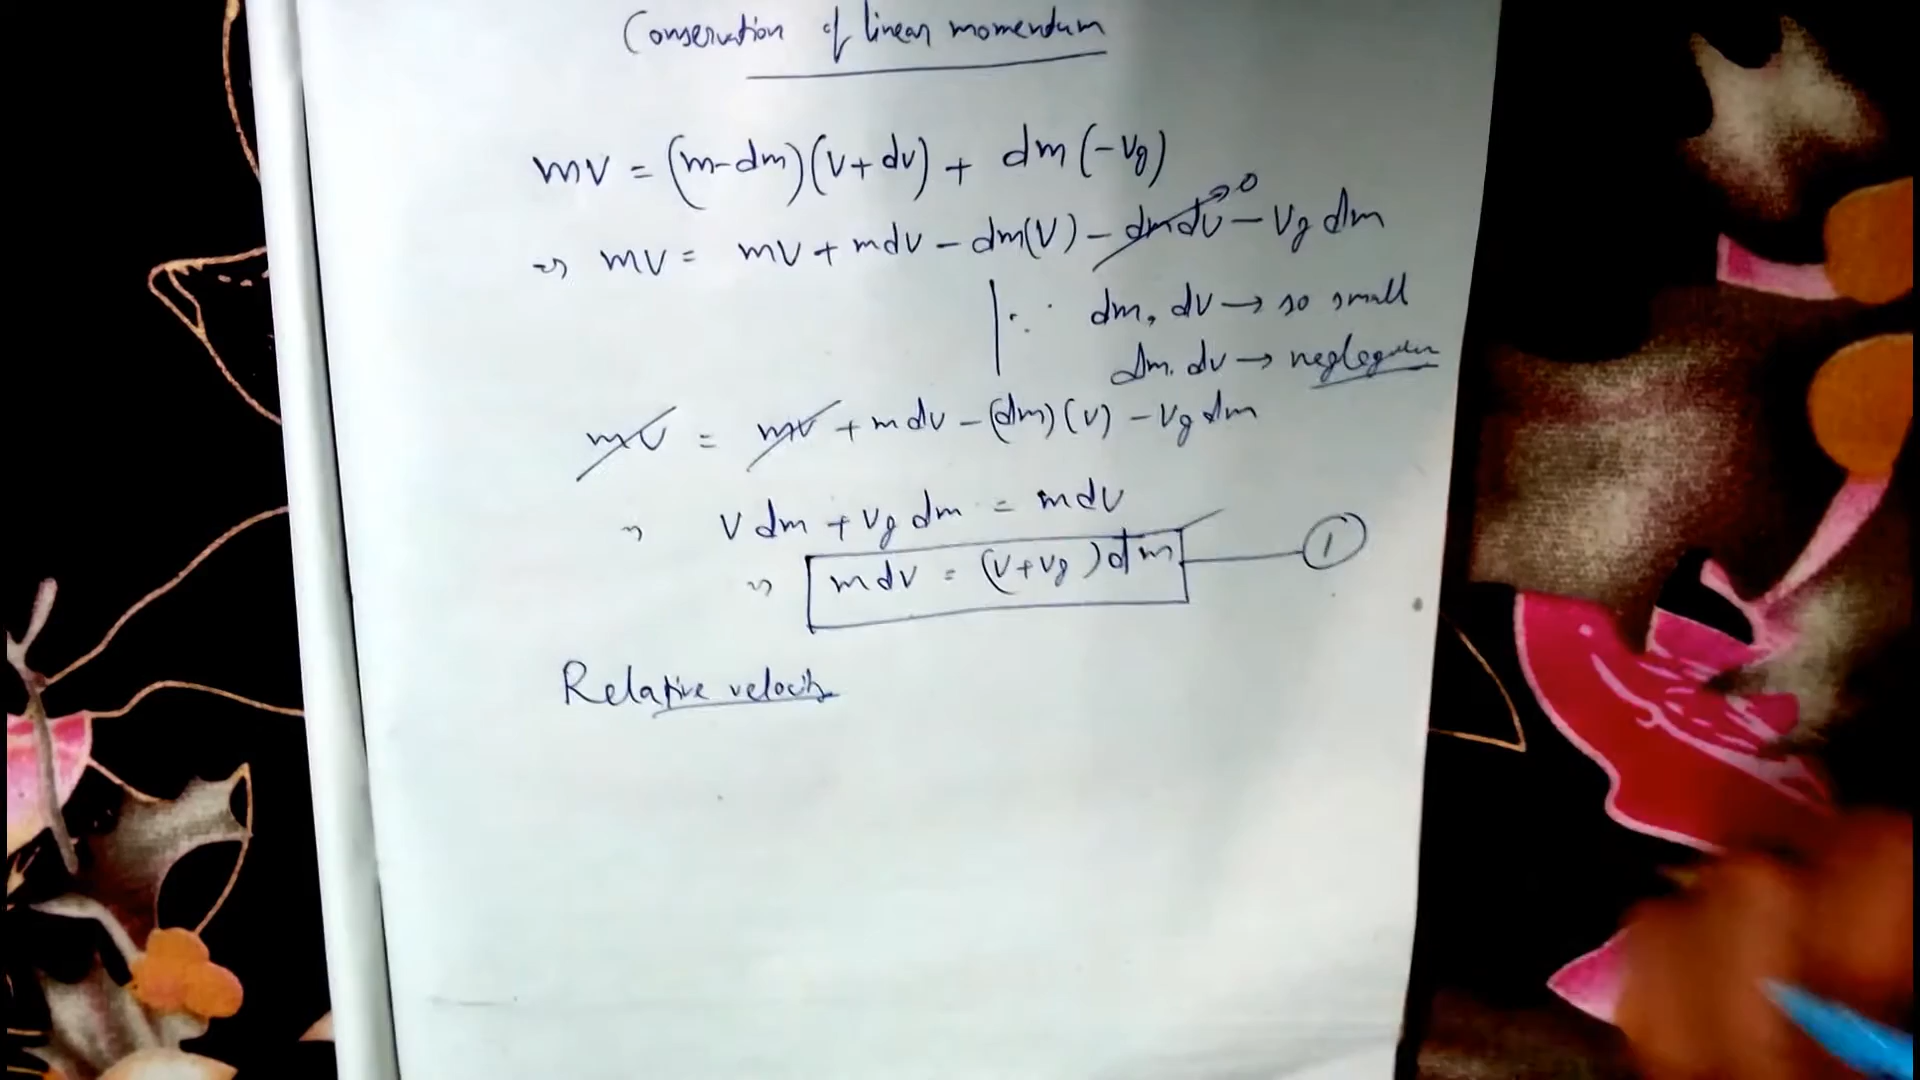 Conservation of linear momentum
mv = (m-dm)(v+dv) + dm(-vg)
⇒ mv = mv + mdv - dm(v) - dmdv→0 - vg dm
∵ dm, dv → so small
dm. dv →
mv = mv + mdv - (dm)(v) - vg dm
⇒ v dm + vg dm = mdv
⇒ mdv = (v+vg)dm — 1
Relative velocity